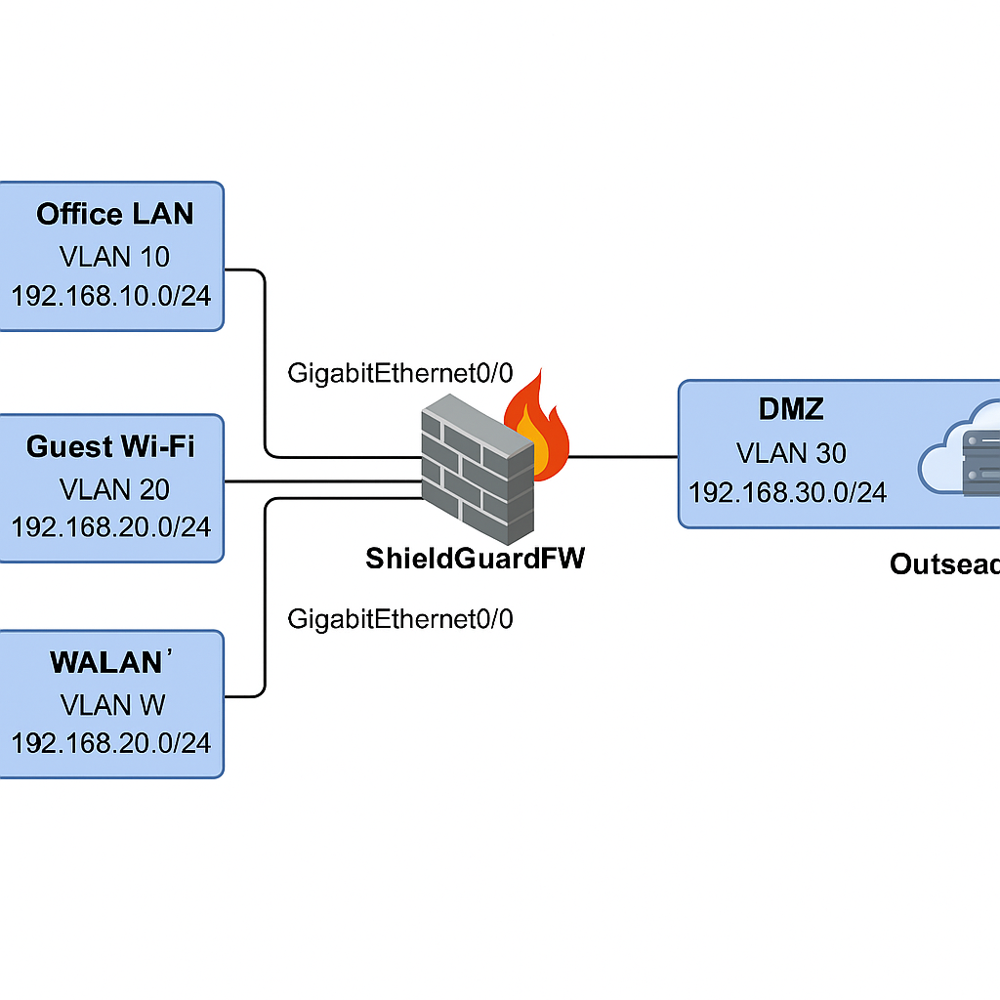 Office LAN
VLAN 10
192.168.10.0/24
GigabitEthernet0/0
Guest Wi-Fi
VLAN 20
192.168.20.0/24
ShieldGuardFW
DMZ
VLAN 30
192.168.30.0/24
Outsead
GigabitEthernet0/0
WALAN’
VLAN W
192.168.20.0/24